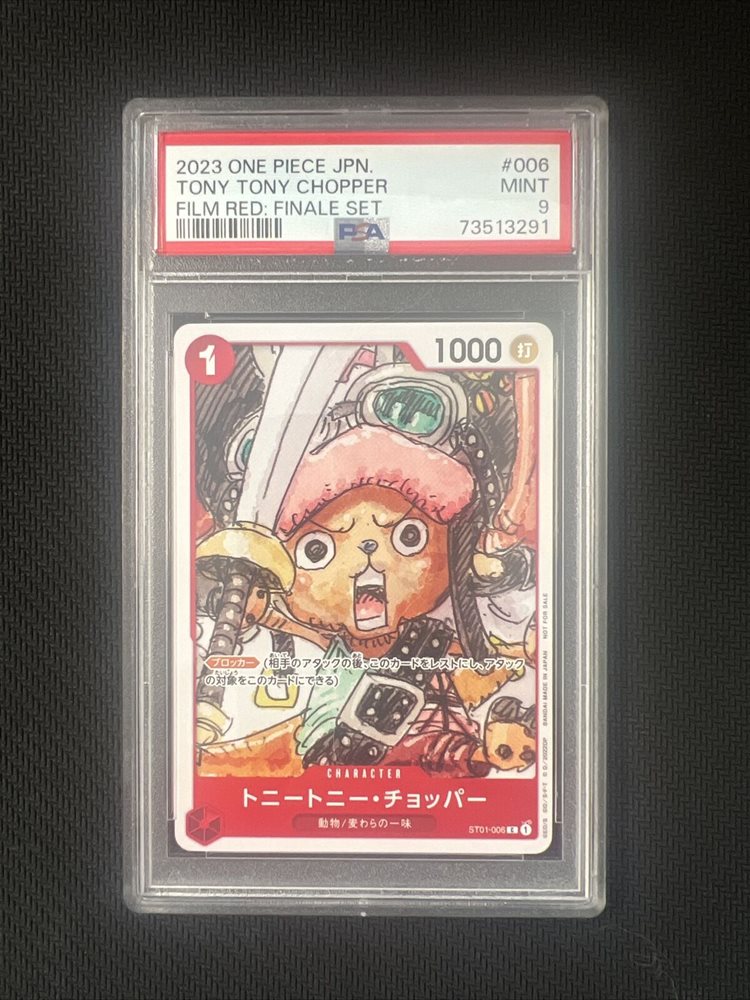 2023 ONE PIECE JPN. #006
TONY TONY CHOPPER MINT
FILM RED: FINALE SET 9
PSA 73513291
1
1000 打
ブロッカー (相手のアタックの後、このカードをレストにし、アタック
の対象をこのカードにできる)
CHARACTER
トニートニー・チョッパー
動物/麦わらの一味
ST01-006 C 1
BANDAI MADE IN JAPAN NOT FOR SALE